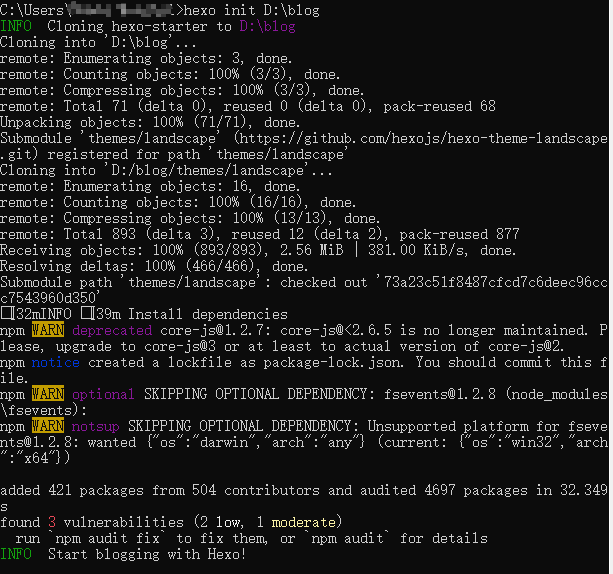 C:\Users\ >hexo init D:\blog
INFO  Cloning hexo-starter to D:\blog
Cloning into 'D:\blog'...
remote: Enumerating objects: 3, done.
remote: Counting objects: 100% (3/3), done.
remote: Compressing objects: 100% (3/3), done.
remote: Total 71 (delta 0), reused 0 (delta 0), pack-reused 68
Unpacking objects: 100% (71/71), done.
Submodule 'themes/landscape' (https://github.com/hexojs/hexo-theme-landscape
.git) registered for path 'themes/landscape'
Cloning into 'D:/blog/themes/landscape'...
remote: Enumerating objects: 16, done.
remote: Counting objects: 100% (16/16), done.
remote: Compressing objects: 100% (13/13), done.
remote: Total 893 (delta 3), reused 12 (delta 2), pack-reused 877
Receiving objects: 100% (893/893), 2.56 MiB | 381.00 KiB/s, done.
Resolving deltas: 100% (466/466), done.
Submodule path 'themes/landscape': checked out '73a23c51f8487cfcd7c6deec96cc
c7543960d350'
[32mINFO [39m Install dependencies
npm WARN deprecated core-js@1.2.7: core-js@<2.6.5 is no longer maintained. P
lease, upgrade to core-js@3 or at least to actual version of core-js@2.
npm notice created a lockfile as package-lock.json. You should commit this f
ile.
npm WARN optional SKIPPING OPTIONAL DEPENDENCY: fsevents@1.2.8 (node_modules
\fsevents):
npm WARN notsup SKIPPING OPTIONAL DEPENDENCY: Unsupported platform for fseve
nts@1.2.8: wanted {"os":"darwin","arch":"any"} (current: {"os":"win32","arch
":"x64"})

added 421 packages from 504 contributors and audited 4697 packages in 32.349
s
found 3 vulnerabilities (2 low, 1 moderate)
  run `npm audit fix` to fix them, or `npm audit` for details
INFO  Start blogging with Hexo!